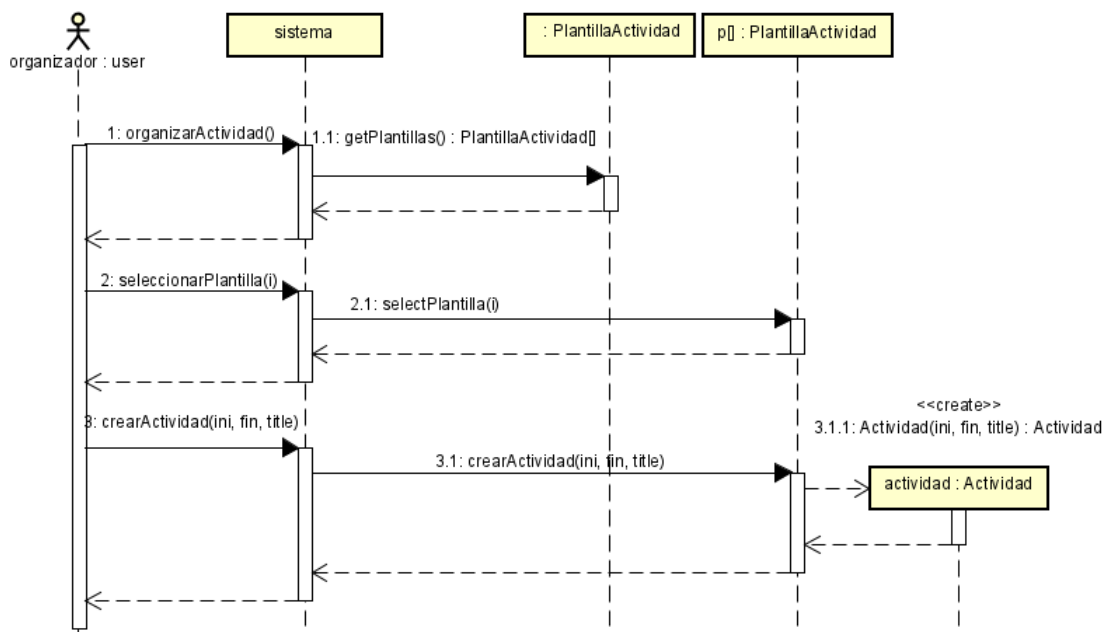 sistema
: PlantillaActividad
p[] : PlantillaActividad
organizador : user
1: organizarActividad()
1.1: getPlantillas() : PlantillaActividad[]
2: seleccionarPlantilla(i)
2.1: selectPlantilla(i)
<<create>>
3: crearActividad(ini, fin, title)
3.1.1: Actividad(ini, fin, title) : Actividad
3.1: crearActividad(ini, fin, title)
actividad : Actividad